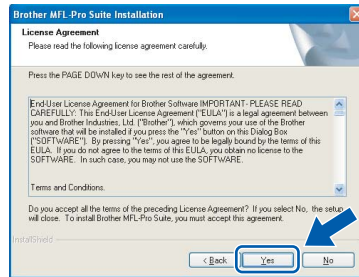 Brother MFL-Pro Suite Installation
License Agreement
Please read the following license agreement carefully.
Press the PAGE DOWN key to see the rest of the agreement.
End-User License Agreement for Brother Software IMPORTANT- PLEASE READ
CAREFULLY: This End-User License Agreement ("EULA") is a legal agreement between
you and Brother Industries, Ltd. ("Brother"), which governs your use of the Brother
software that will be installed if you press the "Yes" button on this Dialog Box
("SOFTWARE"). By pressing "Yes", you agree to be legally bound by the terms of this
EULA. If you do not agree to the terms of this EULA, you obtain no license to the
SOFTWARE. In such case, you may not use the SOFTWARE.
Terms and Conditions.
Do you accept all the terms of the preceding License Agreement? If you select No, the setup
will close. To install Brother MFL-Pro Suite, you must accept this agreement.
InstallShield
< Back
Yes
No